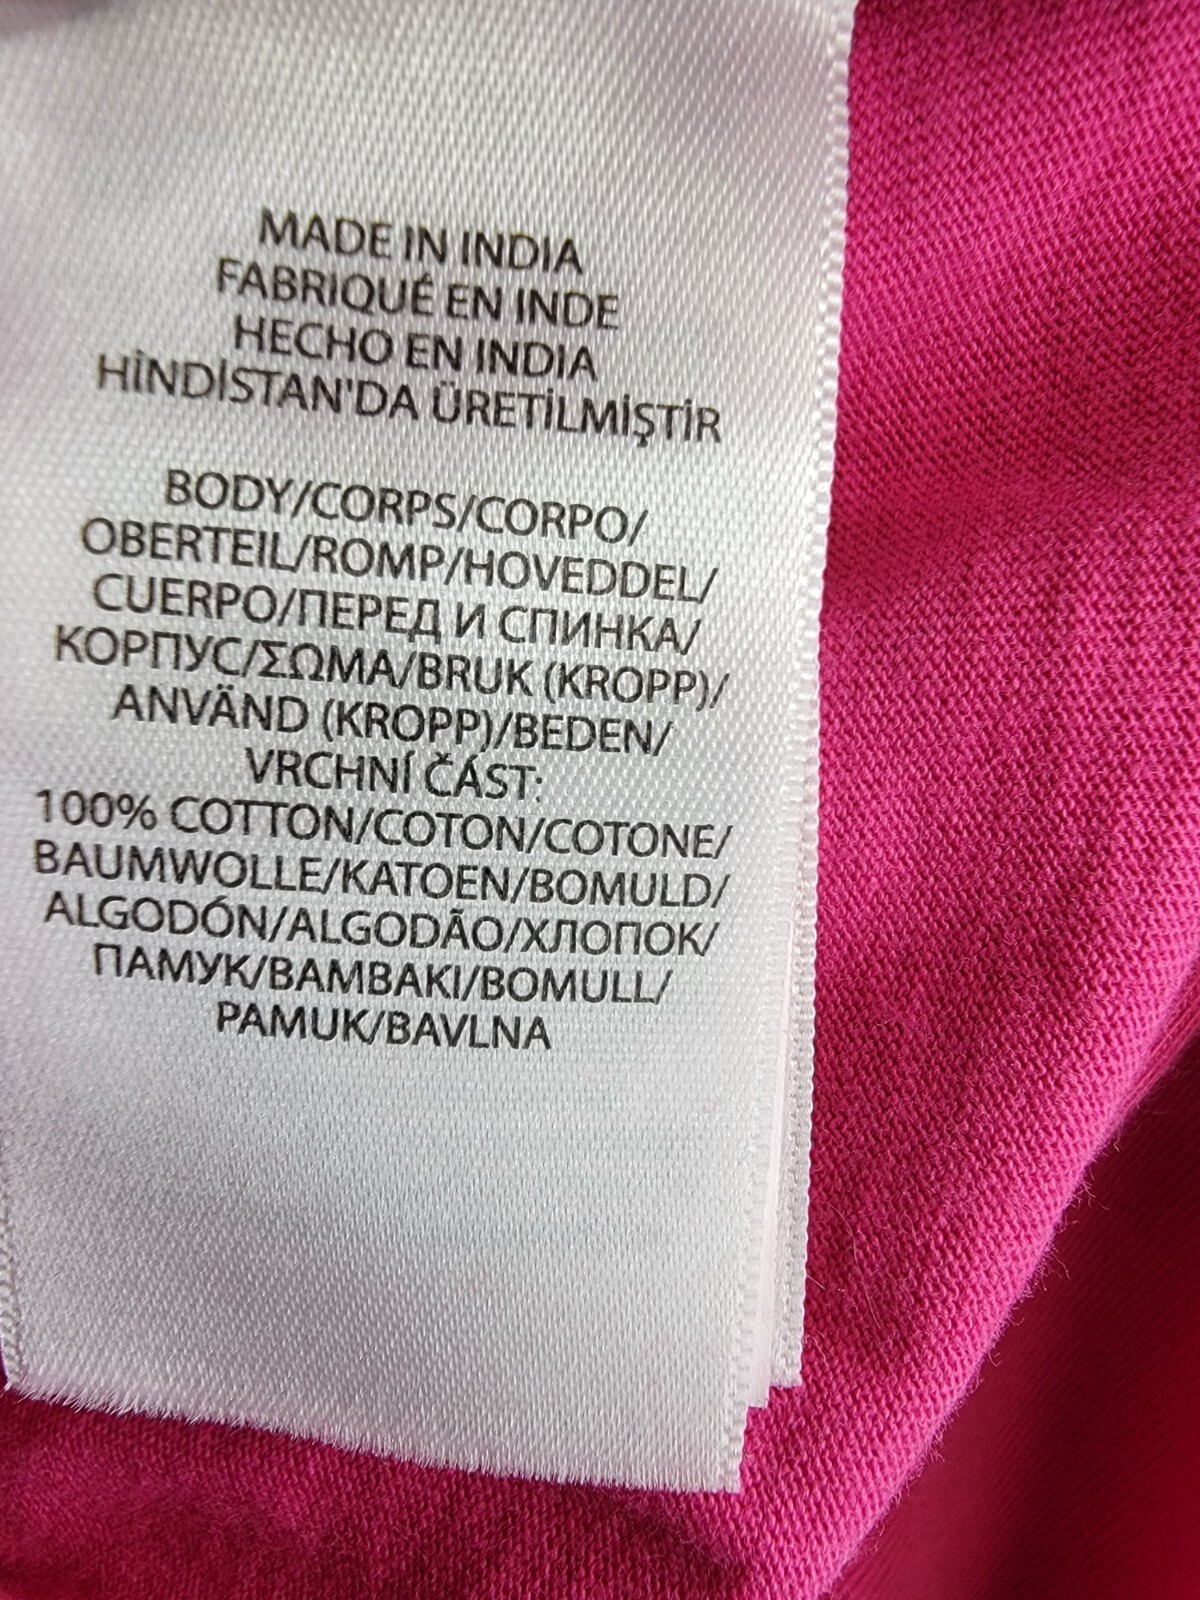 MADE IN INDIA
FABRIQUÉ EN INDE
HECHO EN INDIA
HİNDİSTAN'DA ÜRETİLMİŞTİR
BODY/CORPS/CORPO/
OBERTEIL/ROMP/HOVEDDEL/
CUERPO/ПЕРЕД И СПИНКА/
КОРПУС/ΣΩΜΑ/BRUK (KROPP)/
ANVÄND (KROPP)/BEDEN/
VRCHNÍ ČÁST:
100% COTTON/COTON/COTONE/
BAUMWOLLE/KATOEN/BOMULD/
ALGODÓN/ALGODÃO/ХЛОПОК/
ПАМУК/ΒΑΜΒΑΚΙ/BOMULL/
PAMUK/BAVLNA